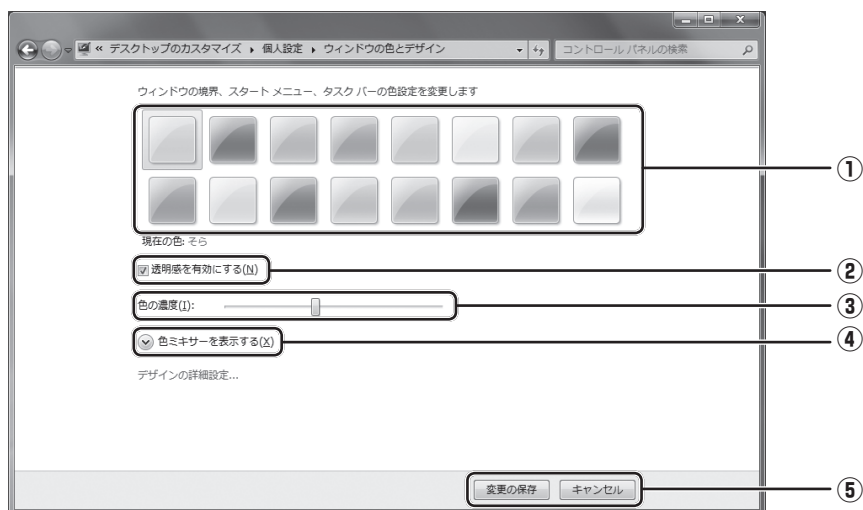 « デスクトップのカスタマイズ ▸ 個人設定 ▸ ウィンドウの色とデザイン
コントロール パネルの検索
ウィンドウの境界、スタート メニュー、タスク バーの色設定を変更します
①
現在の色: そら
透明感を有効にする(N)
②
色の濃度(I):
③
色ミキサーを表示する(X)
④
デザインの詳細設定...
変更の保存 キャンセル
⑤